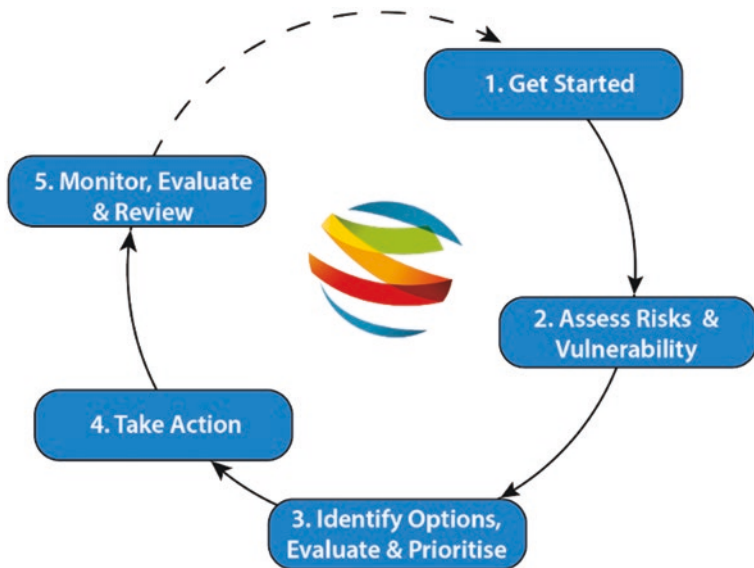 1. Get Started
2. Assess Risks &
Vulnerability
3. Identify Options,
Evaluate & Prioritise
4. Take Action
5. Monitor, Evaluate
& Review